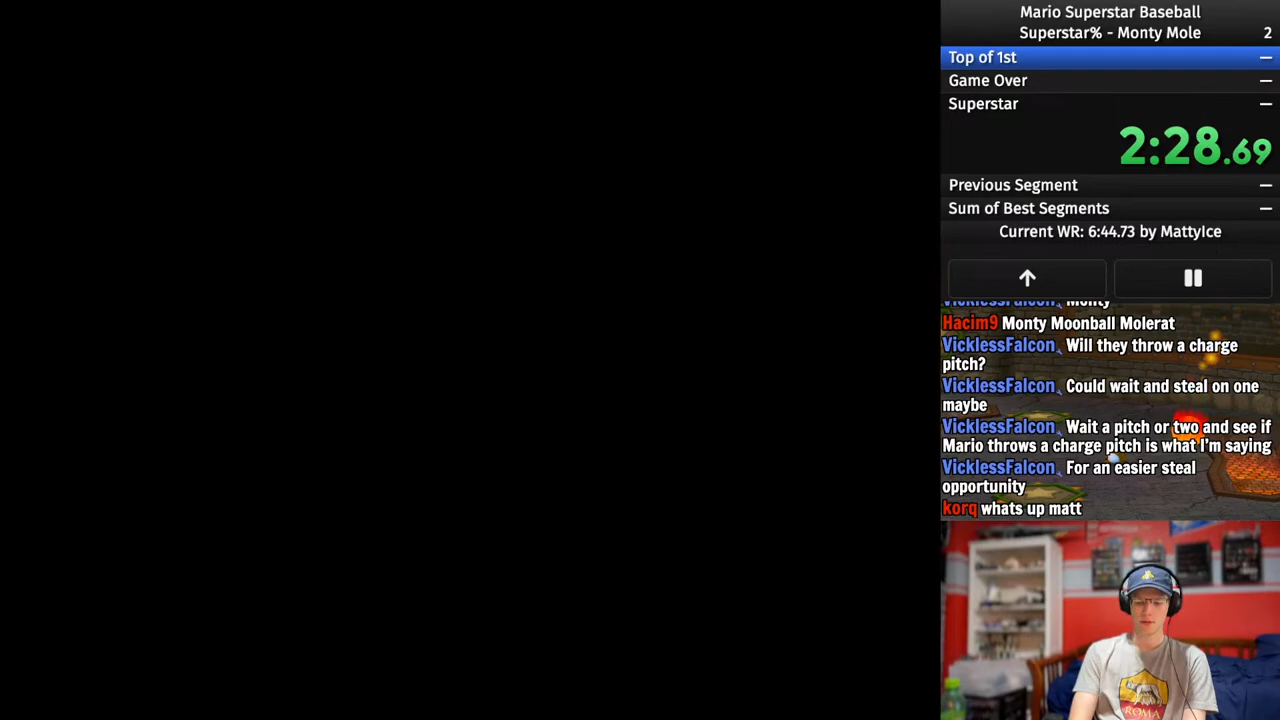 Mario Superstar Baseball
Superstar% - Monty Mole 2
Top of 1st —
Game Over —
Superstar —
2:28.69
Previous Segment —
Sum of Best Segments —
Current WR: 6:44.73 by MattyIce
VicklessFalcon Monty
Hacim9 Monty Moonball Molerat
VicklessFalcon Will they throw a charge
pitch?
VicklessFalcon Could wait and steal on one
maybe
VicklessFalcon Wait a pitch or two and see if
Mario throws a charge pitch is what I'm saying
VicklessFalcon For an easier steal
opportunity
korq whats up matt
ROMA